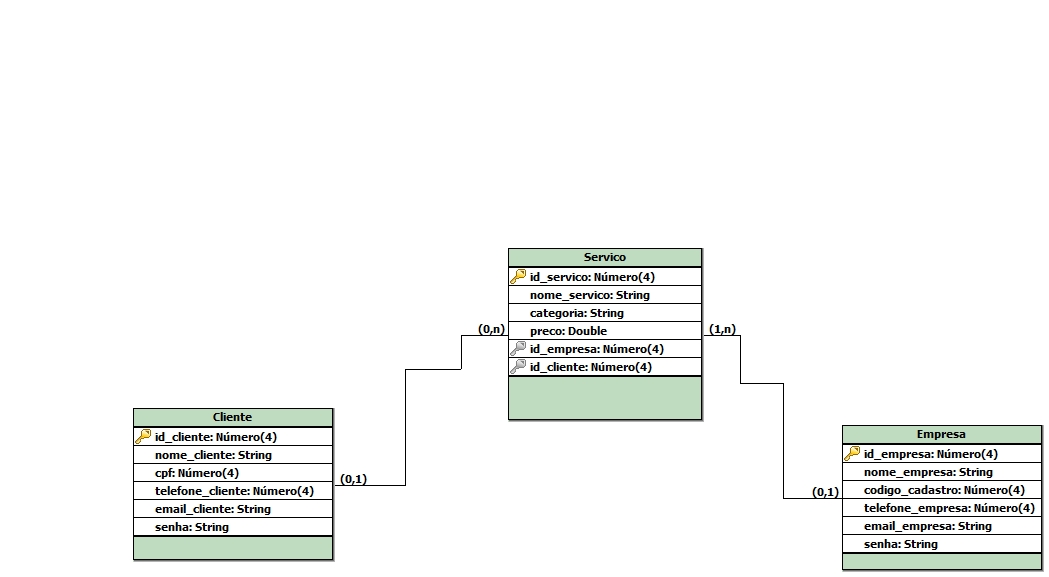 Servico
id_servico: Número(4)
nome_servico: String
categoria: String
preco: Double
id_empresa: Número(4)
id_cliente: Número(4)
(0,n)
(1,n)
Cliente
id_cliente: Número(4)
nome_cliente: String
cpf: Número(4)
telefone_cliente: Número(4)
email_cliente: String
senha: String
(0,1)
Empresa
id_empresa: Número(4)
nome_empresa: String
codigo_cadastro: Número(4)
telefone_empresa: Número(4)
email_empresa: String
senha: String
(0,1)